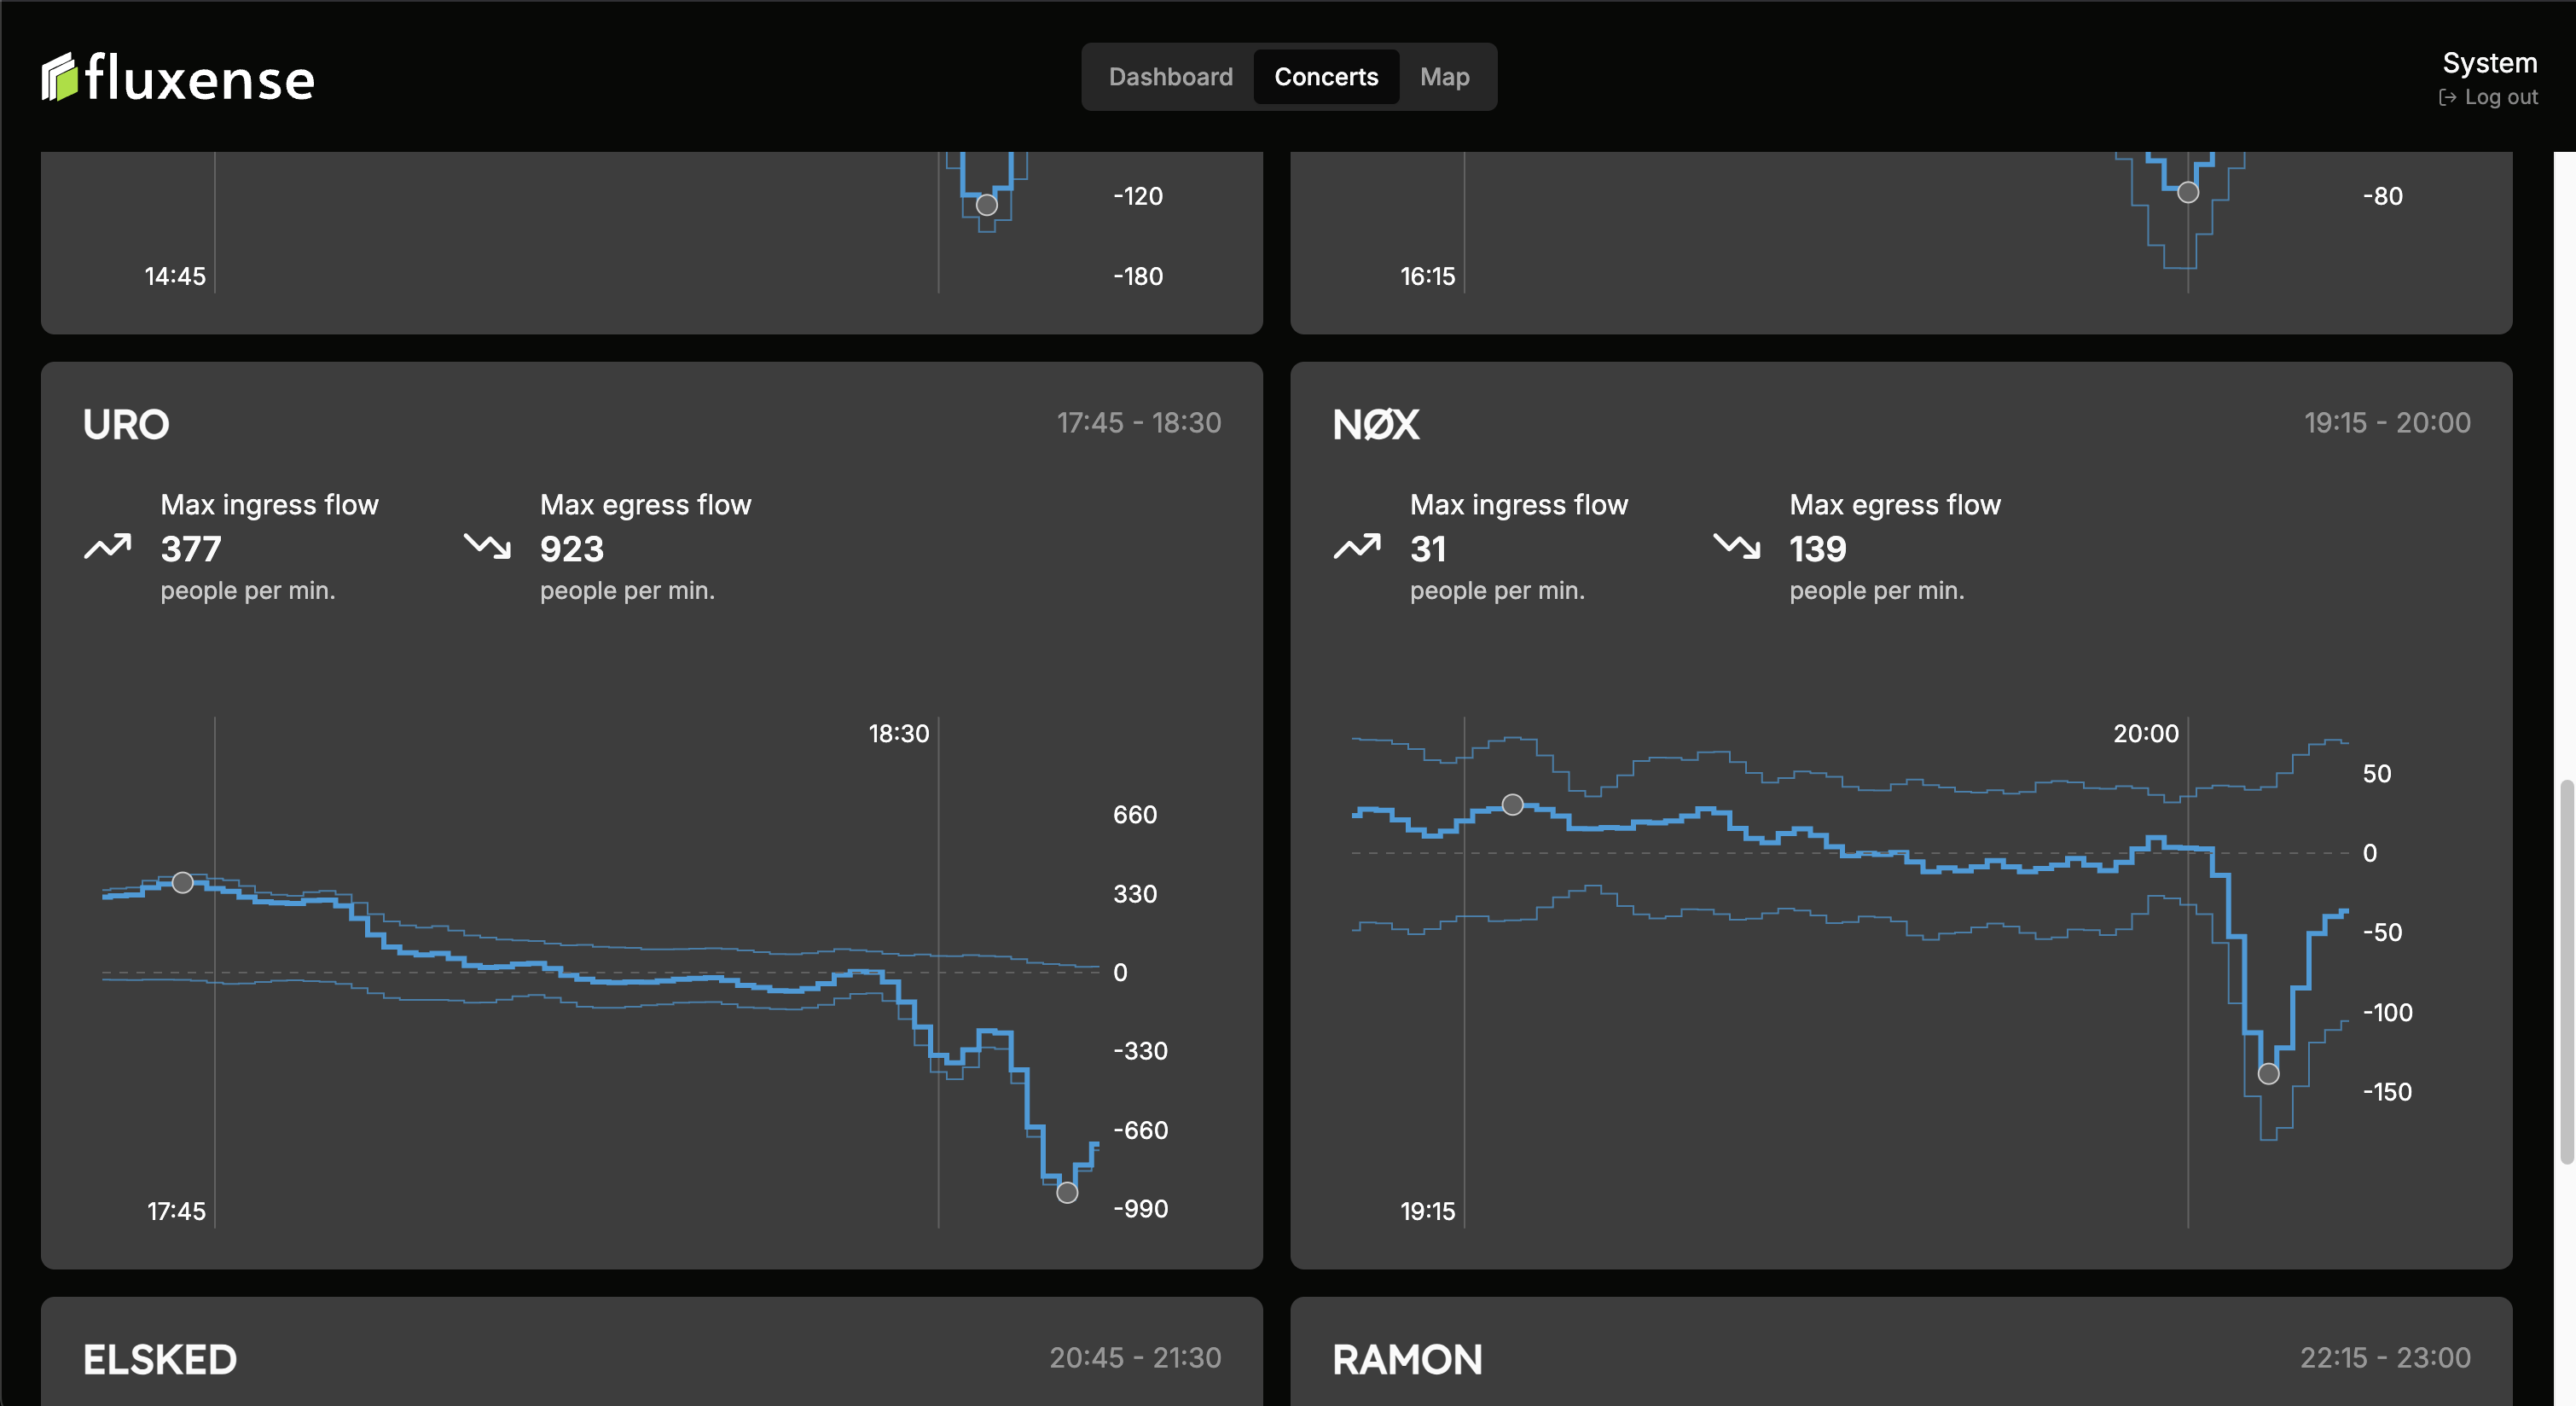 fluxense
Dashboard Concerts Map
System
Log out
-120
-180
14:45
-80
16:15
URO
17:45 - 18:30
Max ingress flow
377
people per min.
Max egress flow
923
people per min.
18:30
660
330
0
-330
-660
-990
17:45
NØX
19:15 - 20:00
Max ingress flow
31
people per min.
Max egress flow
139
people per min.
20:00
50
0
-50
-100
-150
19:15
ELSKED
20:45 - 21:30
RAMON
22:15 - 23:00